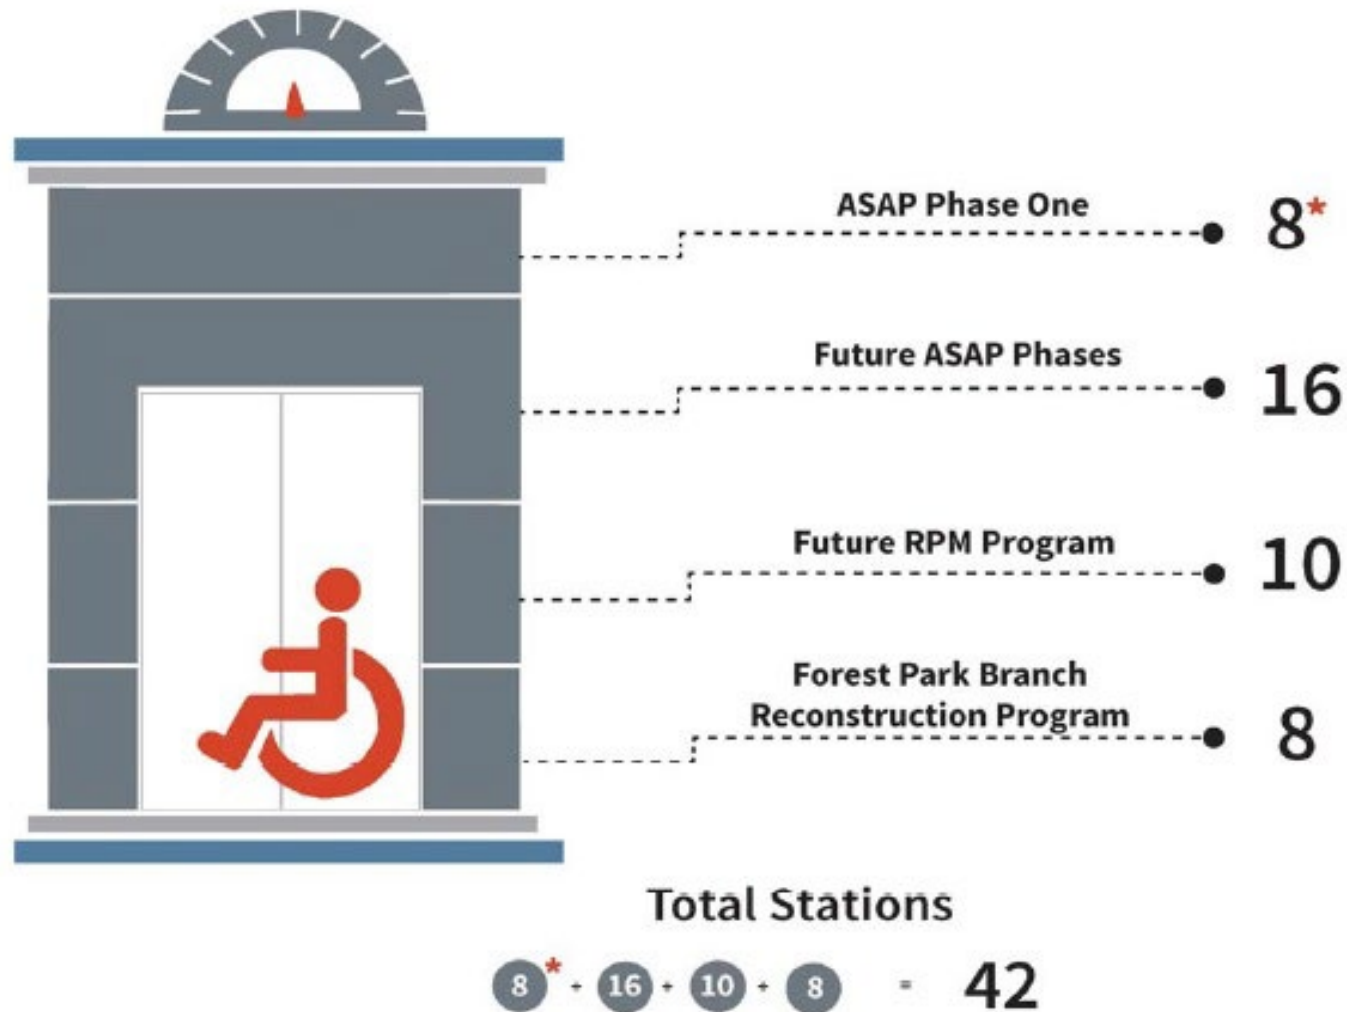 ASAP Phase One 8*
Future ASAP Phases 16
Future RPM Program 10
Forest Park Branch
Reconstruction Program 8
Total Stations
8* + 16 + 10 + 8 = 42